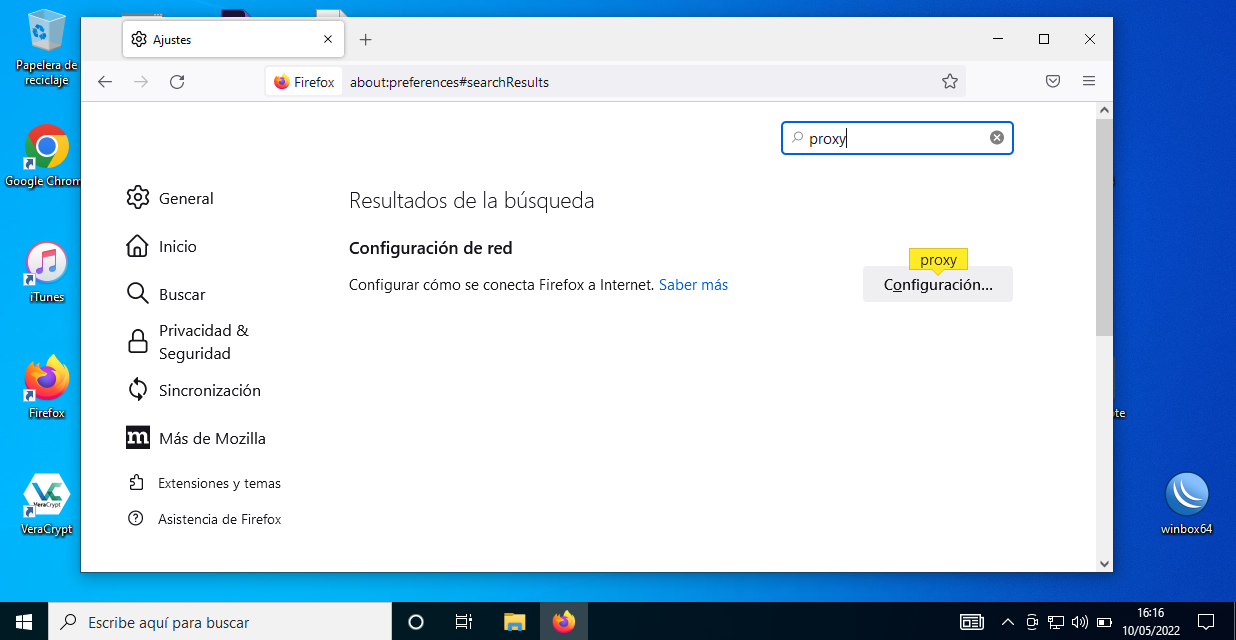 Papelera de
reciclaje
Google Chrom
iTunes
Firefox
VeraCrypt
VeraCrypt
Ajustes
Firefox
about:preferences#searchResults
proxy
General
Inicio
Buscar
Privacidad &
Seguridad
Sincronización
m
Más de Mozilla
Extensiones y temas
Asistencia de Firefox
Resultados de la búsqueda
Configuración de red
proxy
Configurar cómo se conecta Firefox a Internet. Saber más
Configuración...
te
winbox64
Escribe aquí para buscar
16:16
10/05/2022